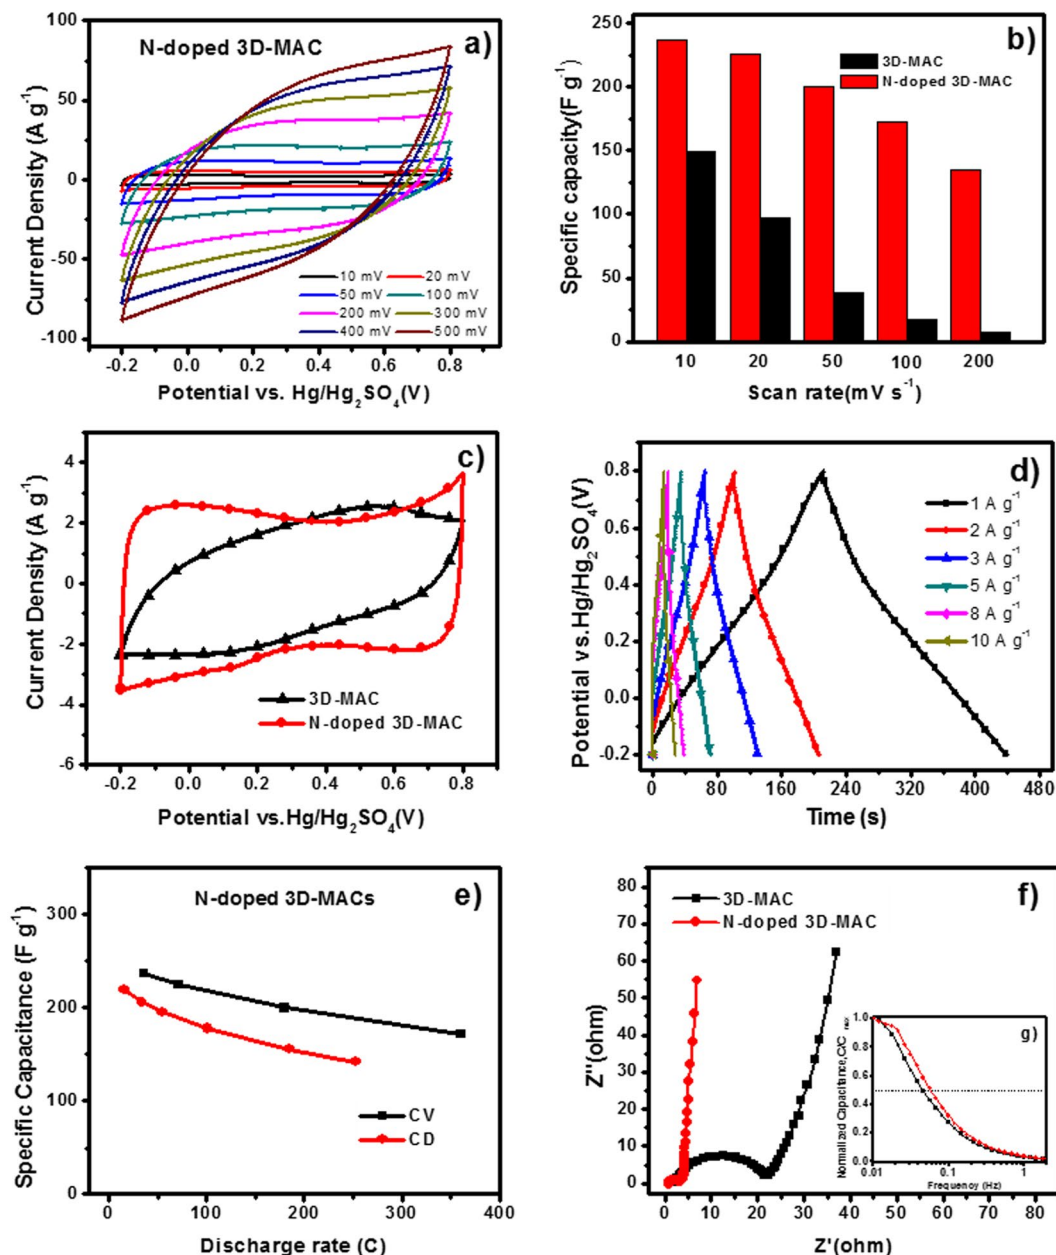 a)
N-doped 3D-MAC
Current Density (A g⁻¹)
100
50
0
-50
-100
10 mV 20 mV
50 mV 100 mV
200 mV 300 mV
400 mV 500 mV
-0.2 0.0 0.2 0.4 0.6 0.8
Potential vs. Hg/Hg₂SO₄(V)
b)
Specific capacity(F g⁻¹)
250
200
150
100
50
0
3D-MAC
N-doped 3D-MAC
10 20 50 100 200
Scan rate(mV s⁻¹)
c)
Current Density (A g⁻¹)
4
2
0
-2
-4
-6
3D-MAC
N-doped 3D-MAC
-0.2 0.0 0.2 0.4 0.6 0.8
Potential vs.Hg/Hg₂SO₄(V)
d)
Potential vs.Hg/Hg₂SO₄(V)
0.8
0.6
0.4
0.2
0.0
-0.2
1 A g⁻¹
2 A g⁻¹
3 A g⁻¹
5 A g⁻¹
8 A g⁻¹
10 A g⁻¹
0 80 160 240 320 400 480
Time (s)
e)
N-doped 3D-MACs
Specific Capacitance (F g⁻¹)
300
200
100
0
CV
CD
0 100 200 300 400
Discharge rate (C)
f)
Z''(ohm)
80
70
60
50
40
30
20
10
0
3D-MAC
N-doped 3D-MAC
0 10 20 30 40 50 60 70 80
Z'(ohm)
g)
Normalized Capacitance,C/Cmax
1.0
0.8
0.6
0.4
0.2
0.0
0.01 0.1 1
Frequency (Hz)